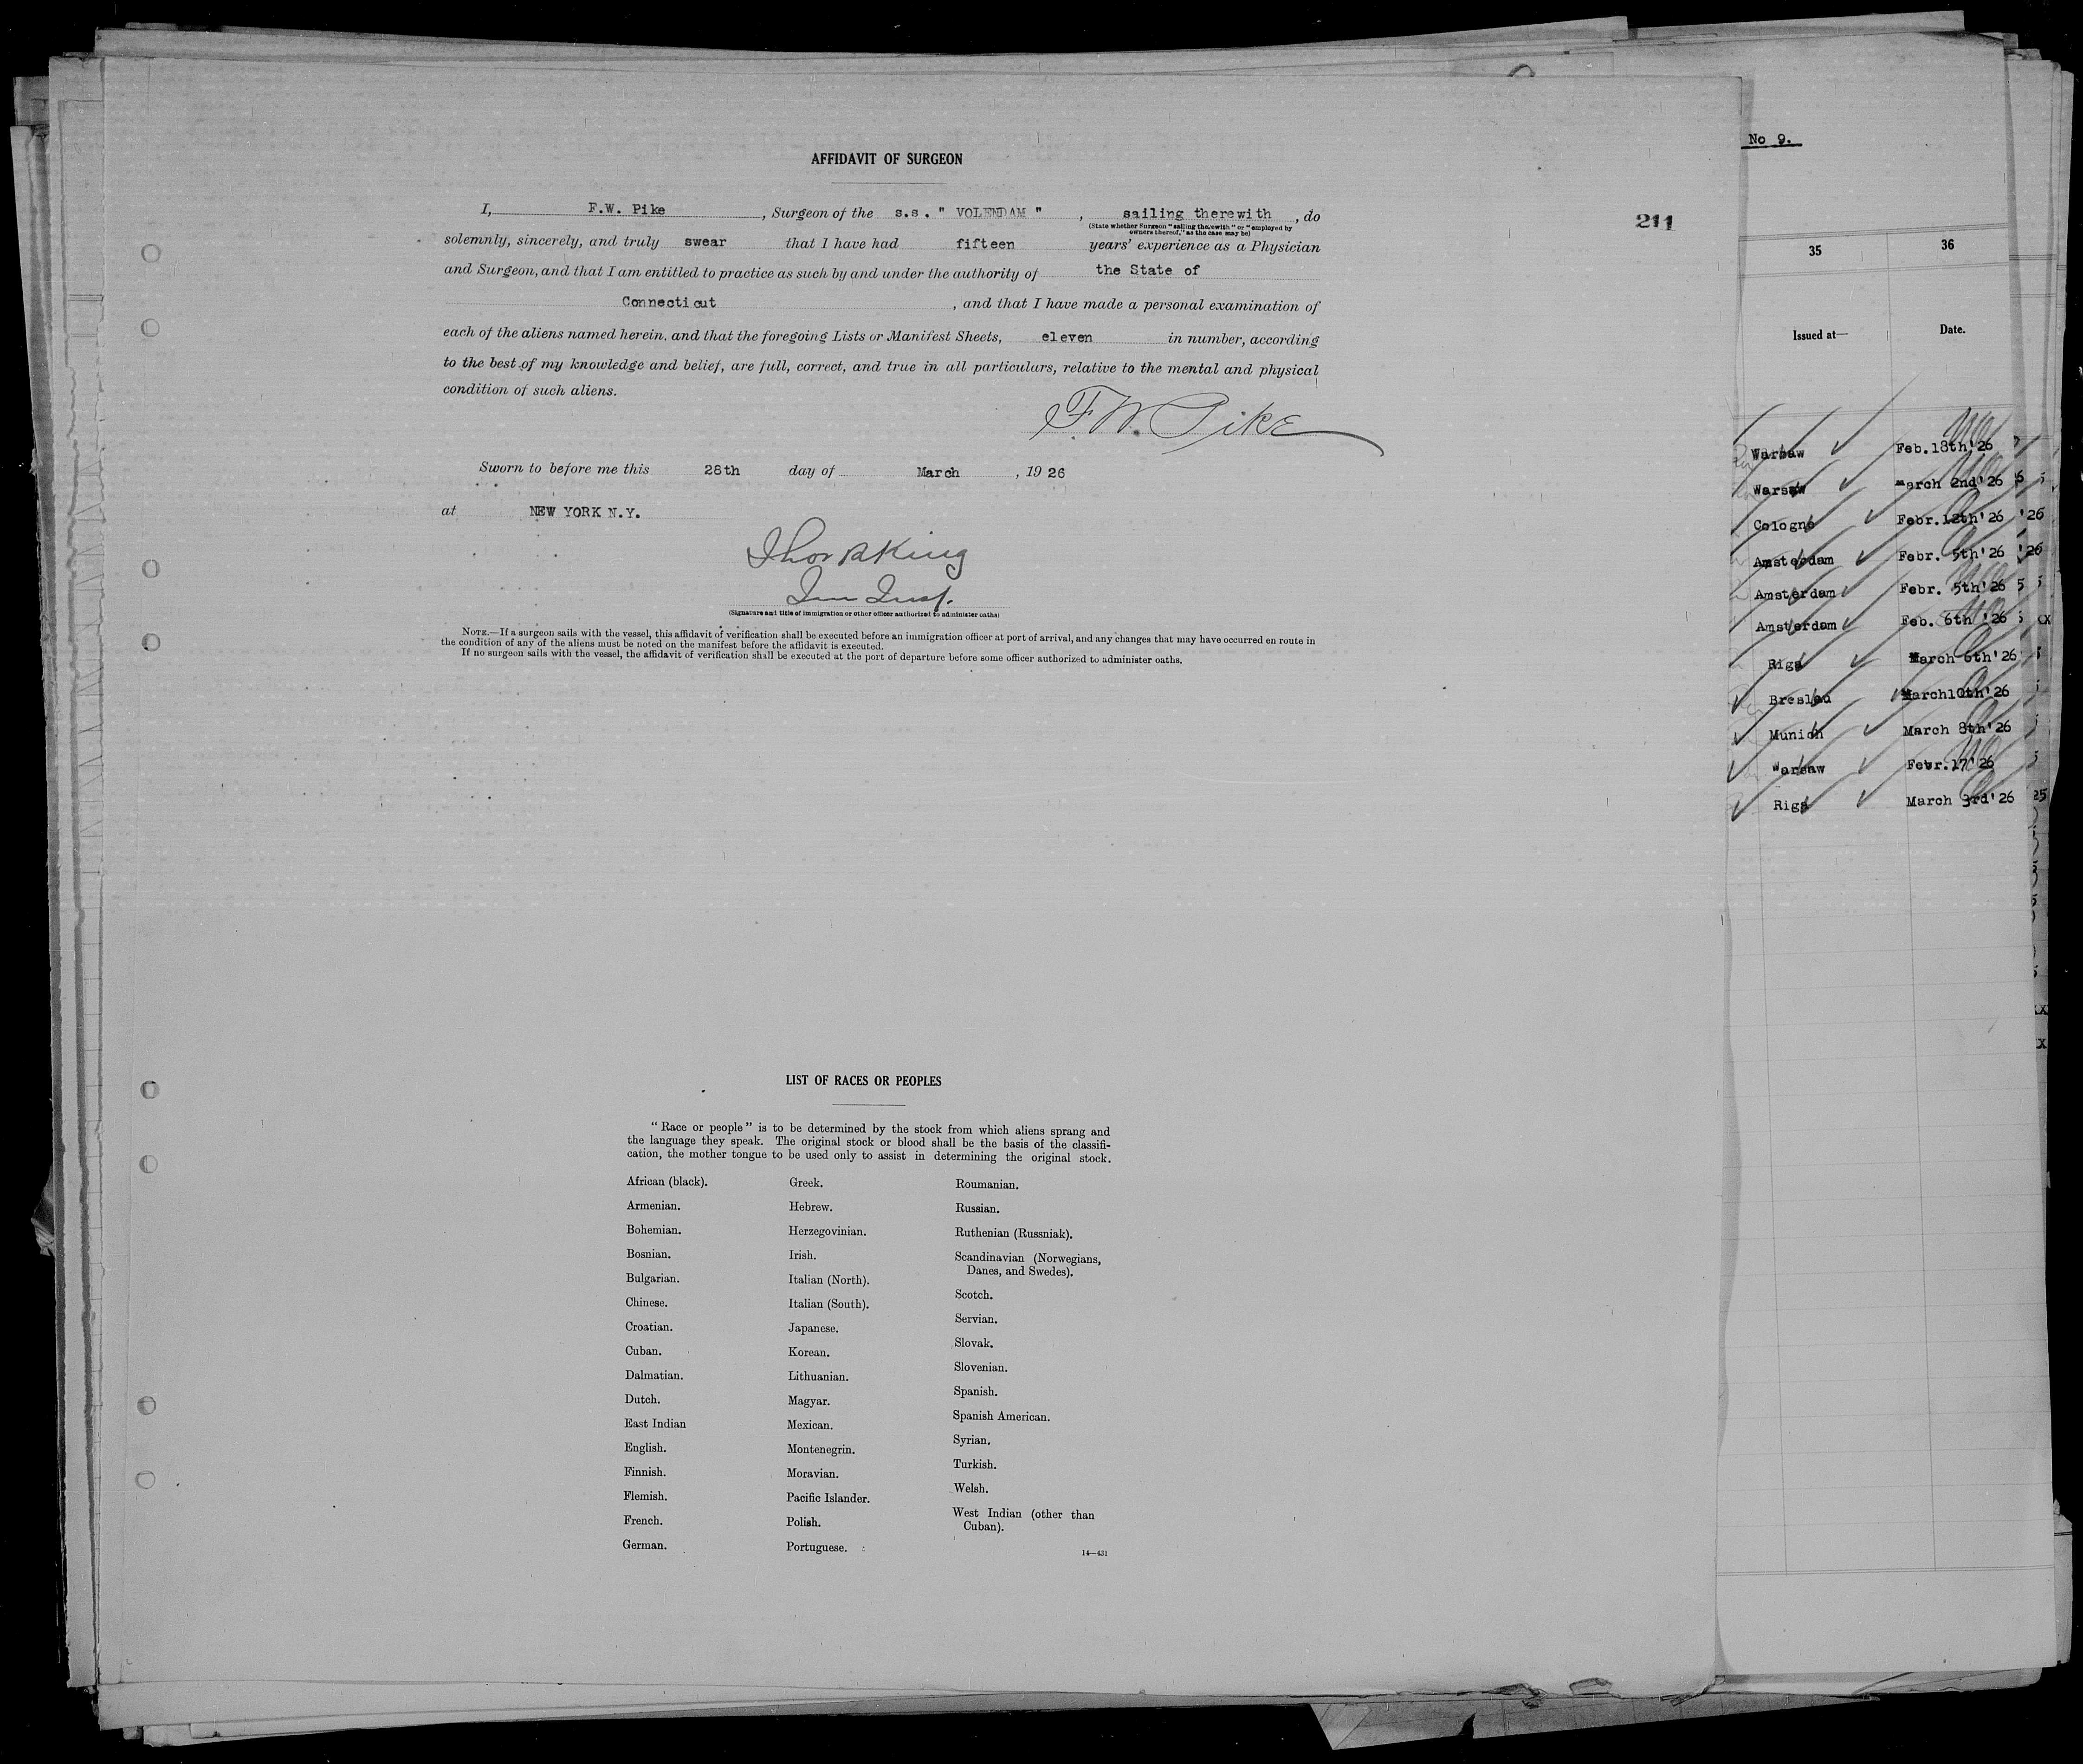 AFFIDAVIT OF SURGEON
I, F.W. Pike , Surgeon of the s.s. " VOLENDAM " , sailing therewith , do
(State whether Surgeon "sailing therewith" or "employed by
owners thereof," as the case may be)
solemnly, sincerely, and truly swear that I have had fifteen years' experience as a Physician
and Surgeon, and that I am entitled to practice as such by and under the authority of the State of
Connecticut , and that I have made a personal examination of
each of the aliens named herein, and that the foregoing Lists or Manifest Sheets, eleven in number, according
to the best of my knowledge and belief, are full, correct, and true in all particulars, relative to the mental and physical
condition of such aliens.
F.W. Pike
Sworn to before me this 28th day of March , 19 26
at NEW YORK N.Y.
King
Im Insp.
(Signature and title of immigration or other officer authorized to administer oaths)
NOTE.—If a surgeon sails with the vessel, this affidavit of verification shall be executed before an immigration officer at port of arrival, and any changes that may have occurred en route in
the condition of any of the aliens must be noted on the manifest before the affidavit is executed.
If no surgeon sails with the vessel, the affidavit of verification shall be executed at the port of departure before some officer authorized to administer oaths.
211
LIST OF RACES OR PEOPLES
"Race or people" is to be determined by the stock from which aliens sprang and
the language they speak. The original stock or blood shall be the basis of the classifi-
cation, the mother tongue to be used only to assist in determining the original stock.
African (black).
Armenian.
Bohemian.
Bosnian.
Bulgarian.
Chinese.
Croatian.
Cuban.
Dalmatian.
Dutch.
East Indian
English.
Finnish.
Flemish.
French.
German.
Greek.
Hebrew.
Herzegovinian.
Irish.
Italian (North).
Italian (South).
Japanese.
Korean.
Lithuanian.
Magyar.
Mexican.
Montenegrin.
Moravian.
Pacific Islander.
Polish.
Portuguese.
Roumanian.
Russian.
Ruthenian (Russniak).
Scandinavian (Norwegians,
Danes, and Swedes).
Scotch.
Servian.
Slovak.
Slovenian.
Spanish.
Spanish American.
Syrian.
Turkish.
Welsh.
West Indian (other than
Cuban).
14—431
No 9.
35 36
Issued at— Date.
Warsaw Feb.18th'26
Warsaw March 2nd'26
Cologne Febr.12th'26
Amsterdam Febr. 5th'26
Amsterdam Febr. 5th'26
Amsterdam Feb. 6th '26
Riga March 6th'26
Breslau March10th'26
Munich March 8th'26
Warsaw Febr.17'26
Riga March 3rd'26